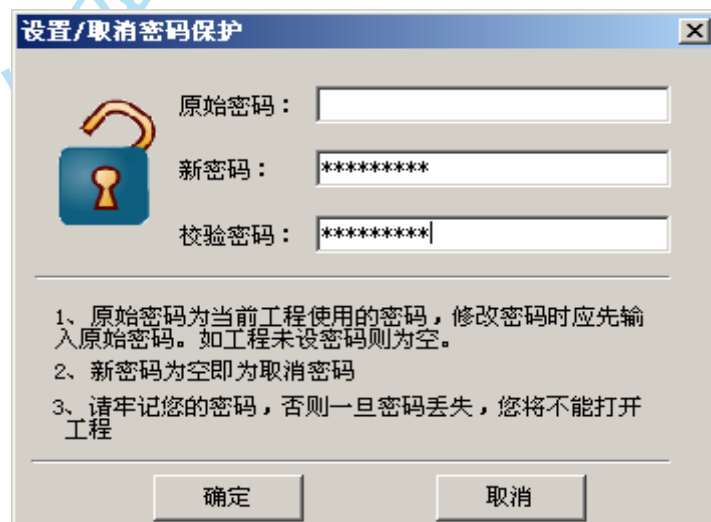 设置/取消密码保护
原始密码：
新密码：
*********
校验密码：
*********
1、原始密码为当前工程使用的密码，修改密码时应先输
入原始密码。如工程未设密码则为空。
2、新密码为空即为取消密码
3、请牢记您的密码，否则一旦密码丢失，您将不能打开
工程
确定
取消